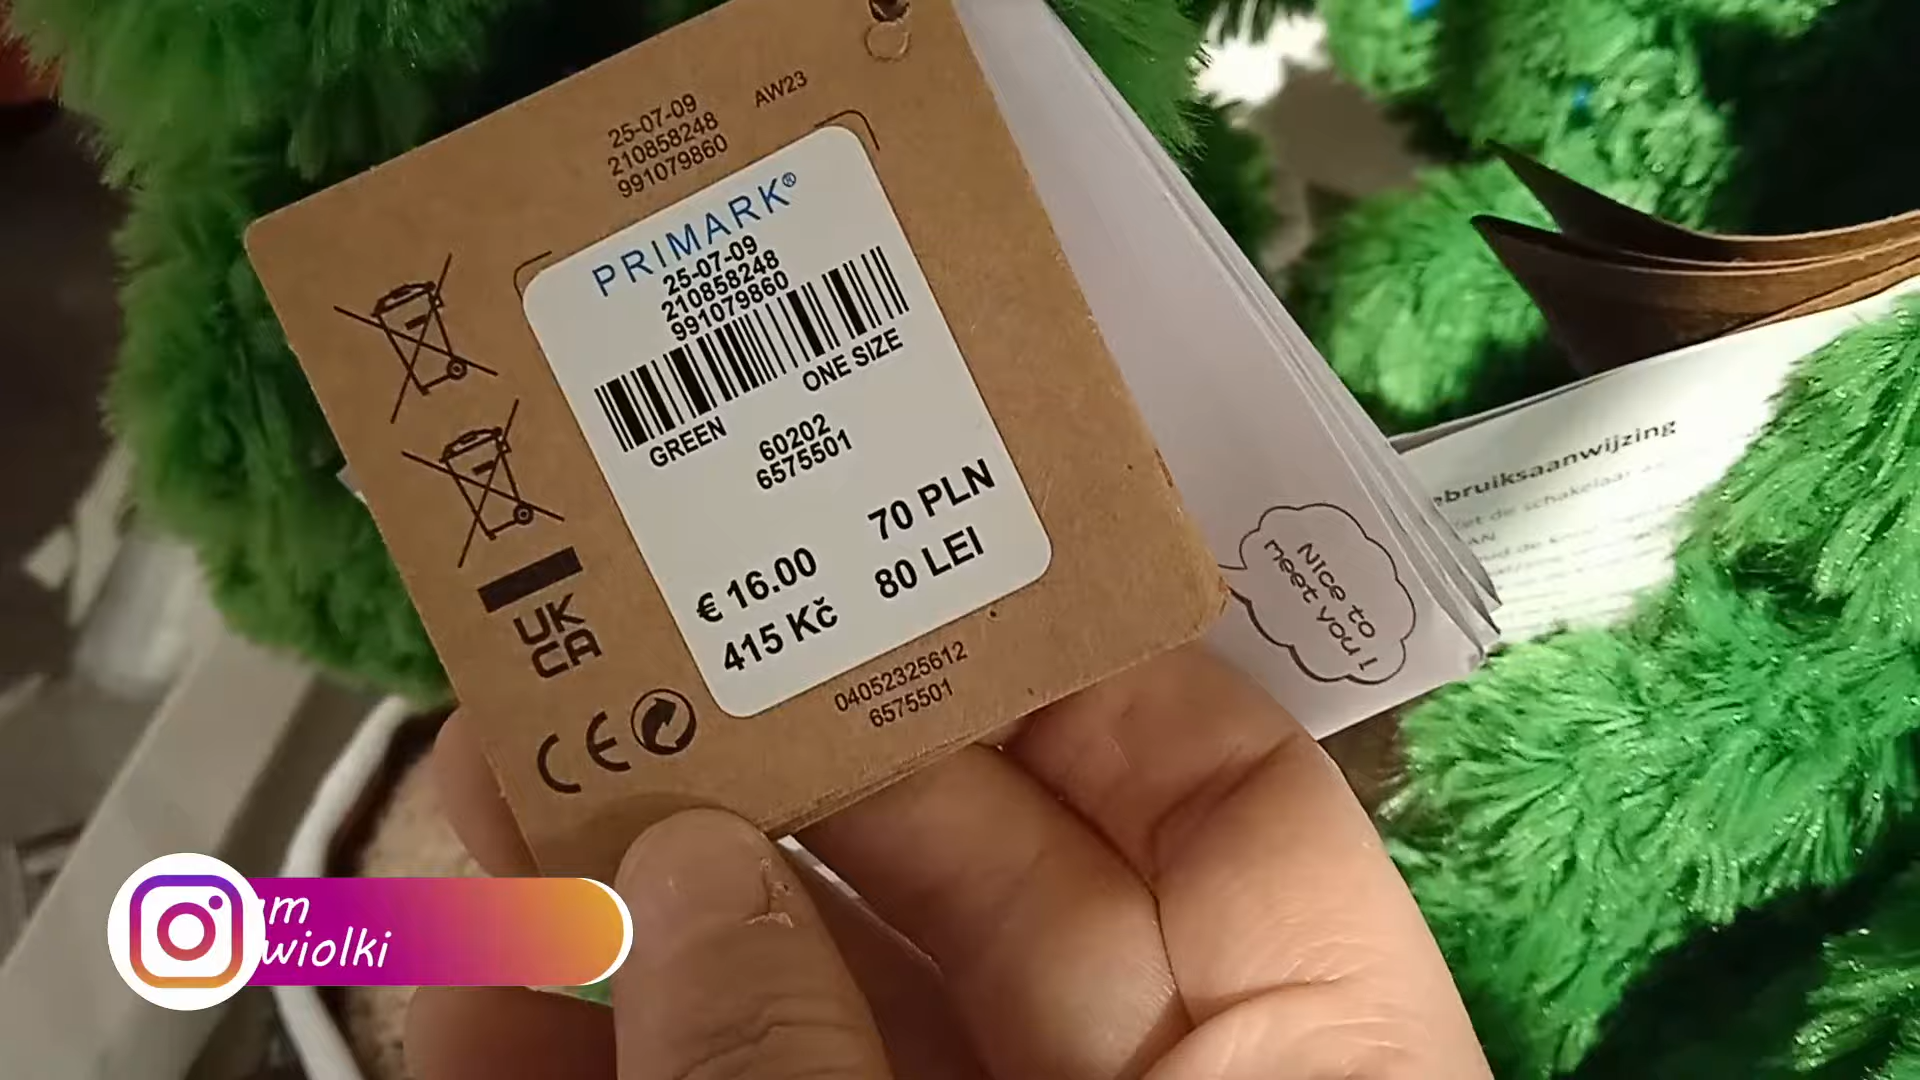 25-07-09
210858248
991079860
AW23
PRIMARK®
25-07-09
210858248
991079860
GREEN
ONE SIZE
60202
6575501
70 PLN
€ 16.00
80 LEI
415 Kč
04052325612
6575501
UK
CA
CE
Nice to
meet you!
schakelaar
wiolki